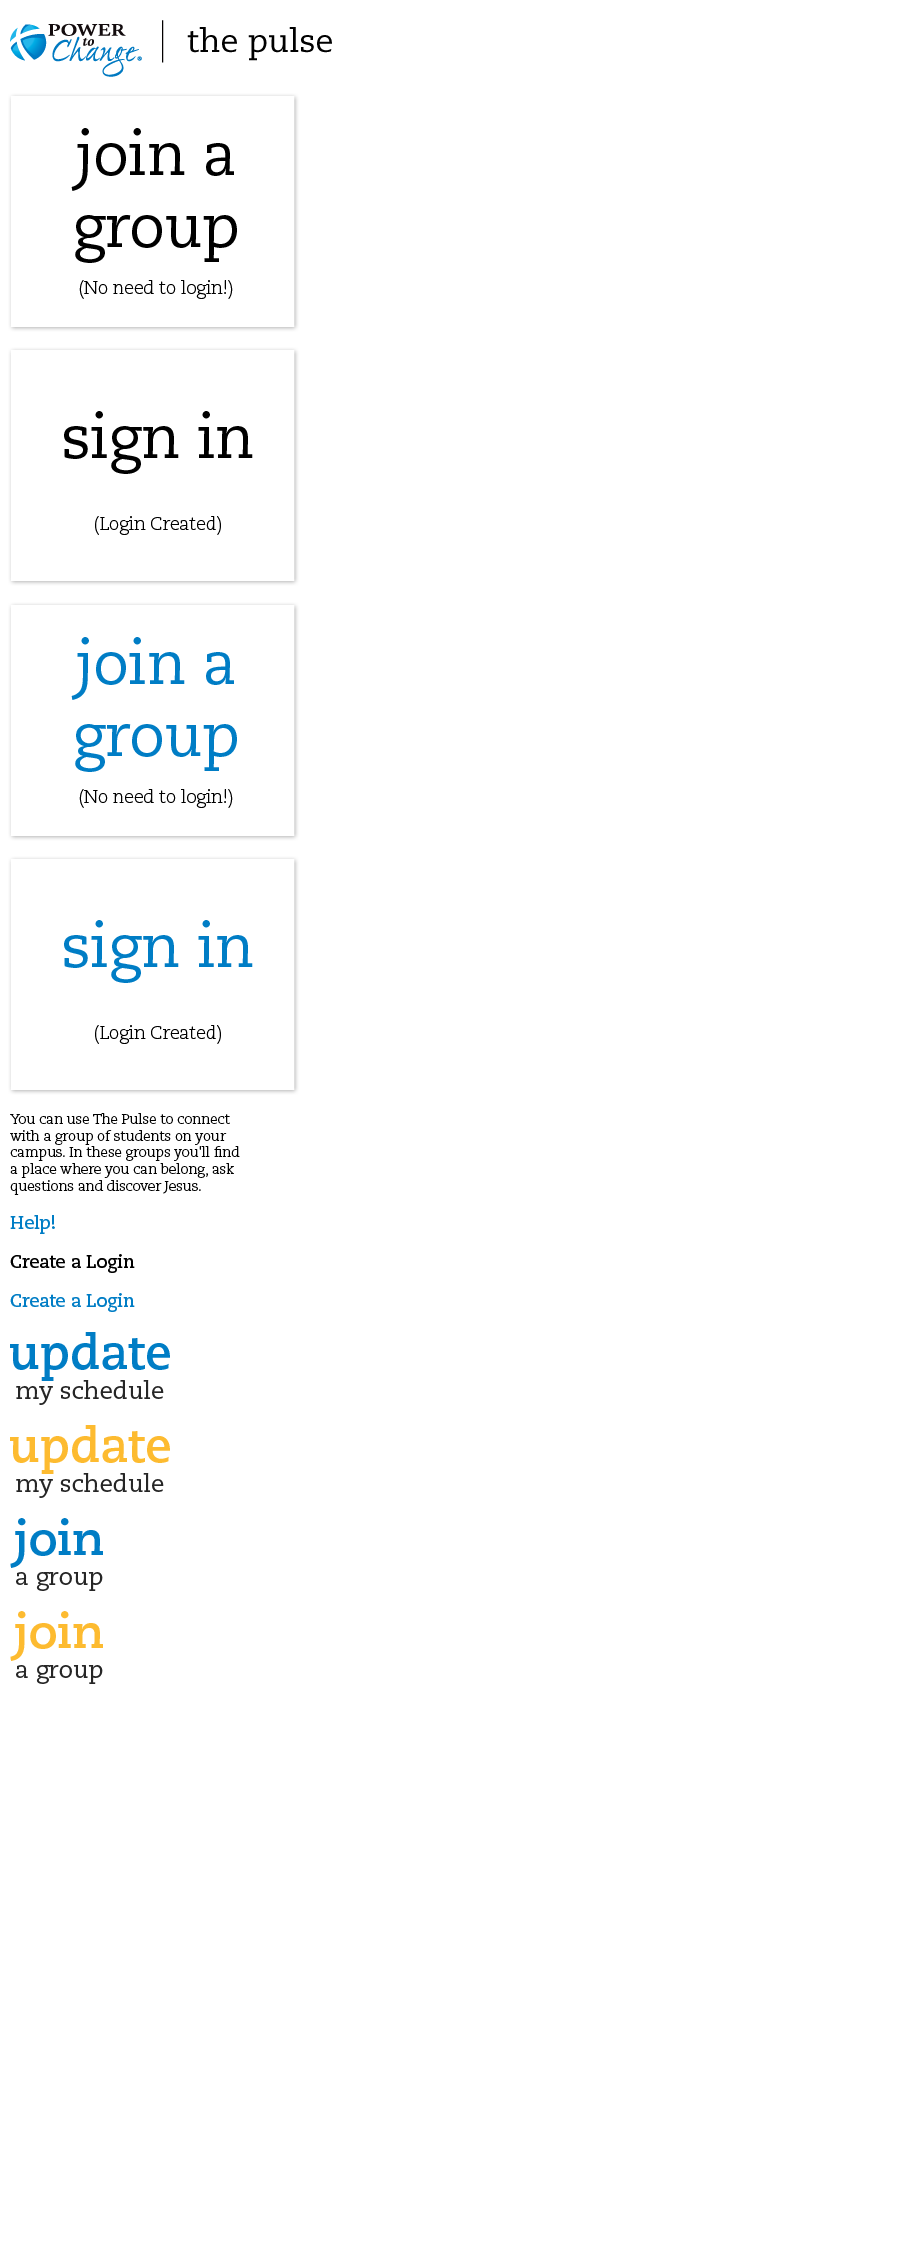 POWER
to
Change®
the pulse
join a
group
(No need to login!)
sign in
(Login Created)
join a
group
(No need to login!)
sign in
(Login Created)
You can use The Pulse to connect
with a group of students on your
campus. In these groups you'll find
a place where you can belong, ask
questions and discover Jesus.
Help!
Create a Login
Create a Login
update
my schedule
update
my schedule
join
a group
join
a group